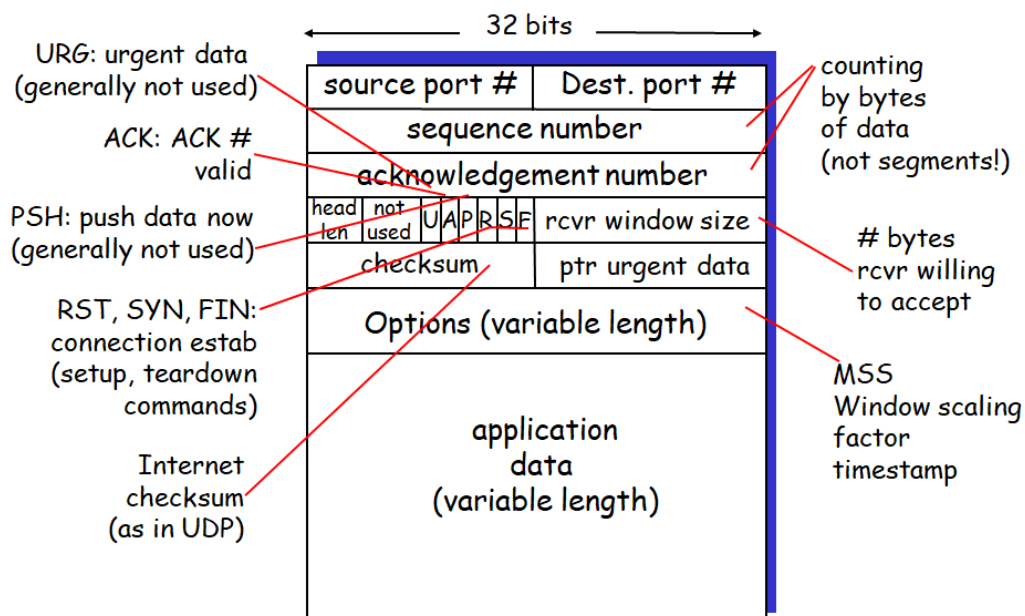 32 bits
URG: urgent data
(generally not used)
ACK: ACK #
valid
PSH: push data now
(generally not used)
RST, SYN, FIN:
connection estab
(setup, teardown
commands)
Internet
checksum
(as in UDP)
source port # Dest. port #
sequence number
acknowledgement number
head
len
not
used
U A P R S F
rcvr window size
checksum ptr urgent data
Options (variable length)
application
data
(variable length)
counting
by bytes
of data
(not segments!)
# bytes
rcvr willing
to accept
MSS
Window scaling
factor
timestamp